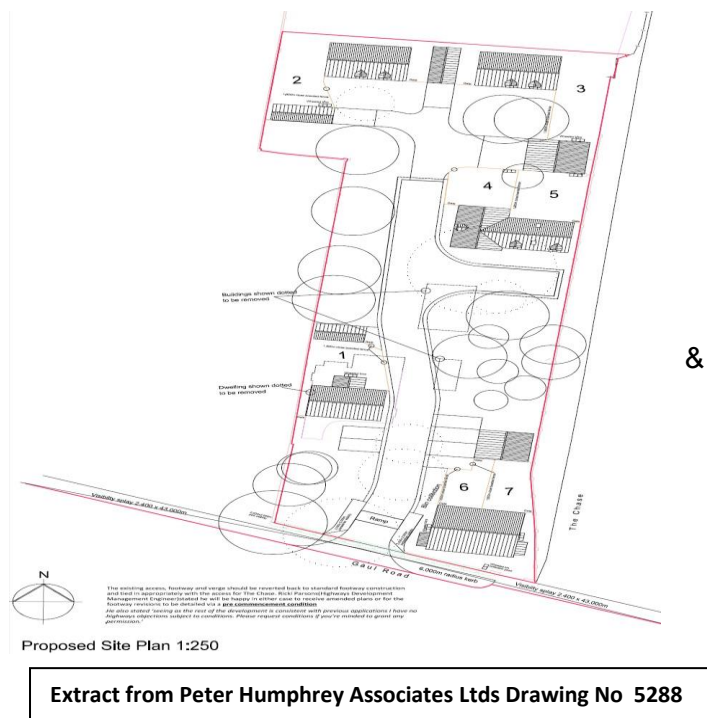 2
3
4
5
Buildings shown dotted
to be removed
1
Dwelling shown dotted
to be removed
&
6
7
Bin collection
The Chase
Visibilty splay 2.400 x 43.000m
Ramp
Gaul Road
6.000m radius kerb
Visibility splay 2.400 x 43.000m
N
The existing access, footway and verge should be reverted back to standard footway construction
and tied in appropriately with the access for The Chase. Ricki Parsons(Highways Development
Management Engineer)stated he will be happy in either case to receive amended plans or for the
footway revisions to be detailed via a pre commencement condition
He also stated 'seeing as the rest of the development is consistent with previous applications I have no
highways objections subject to conditions. Please request conditions if you're minded to grant any
permission.'
Proposed Site Plan 1:250
Extract from Peter Humphrey Associates Ltds Drawing No 5288